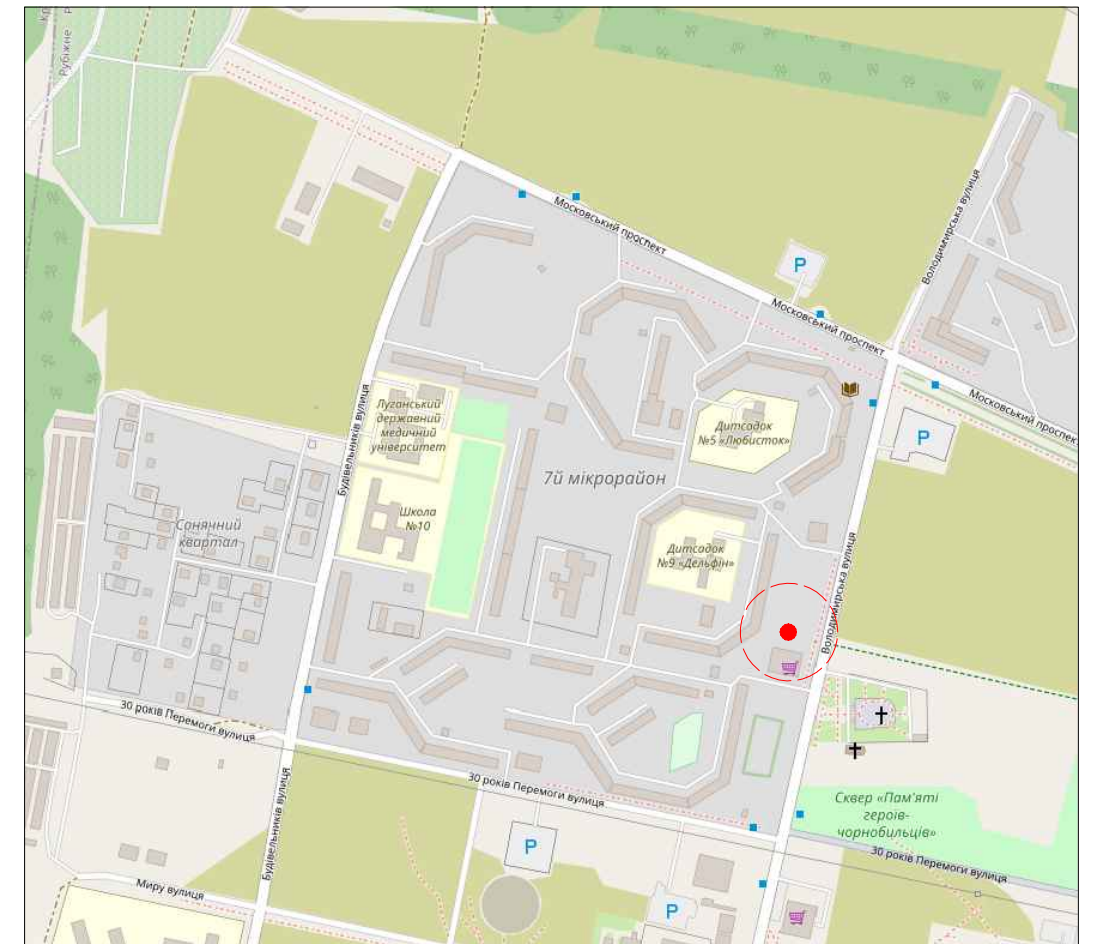 Рубіжне
Московський проспект
Володимирська вулиця
P
Московський проспект
Московський проспек
Луганський
державний
медичний
університет
Будівельників вулиця
Дитсадок
№5 «Любисток»
P
7й мікрорайон
Школа
№10
Сонячний
квартал
Дитсадок
№9 «Дельфін»
Володимирська вулиця
30 років Перемоги вулиця
30 років Перемоги вулиця
Будівельників вулиця
Сквер «Пам'яті
героїв-
чорнобильців»
P
30 років Перемоги вулиця
Миру вулиця
P